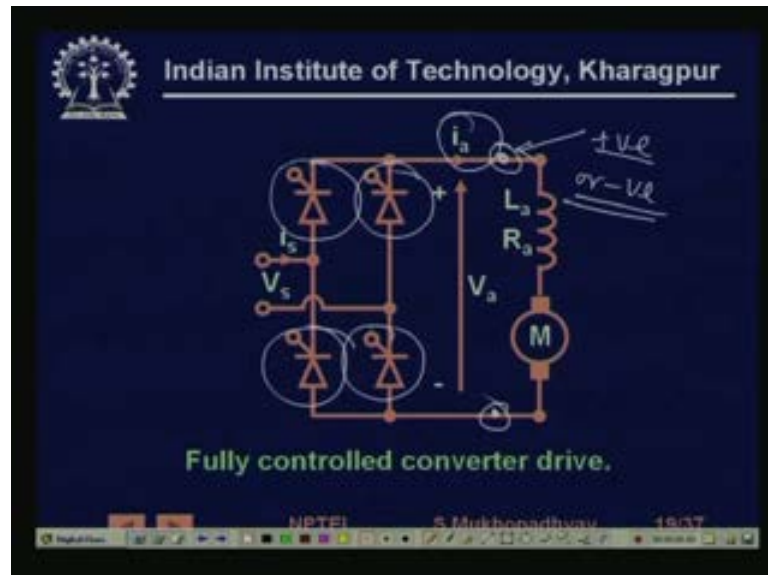 Indian Institute of Technology, Kharagpur
ia
+ve
or -ve
+
La
Ra
is
Vs
Va
M
-
Fully controlled converter drive.
NPTEL S.Mukhopadhyay 19/37